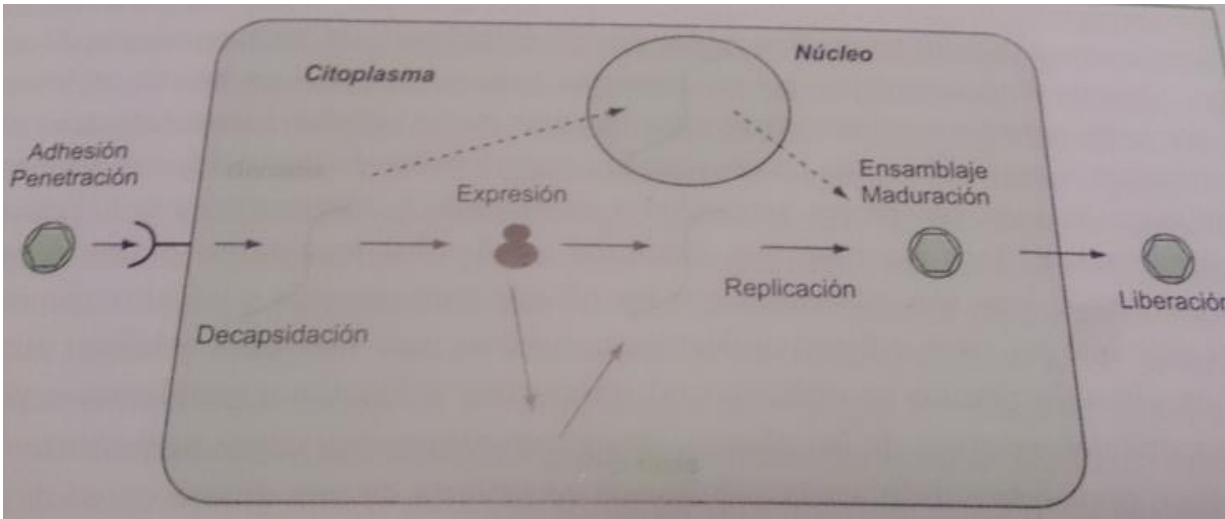 Citoplasma
Núcleo
Adhesión
Penetración
Expresión
Ensamblaje
Maduración
Decapsidación
Replicación
Liberación